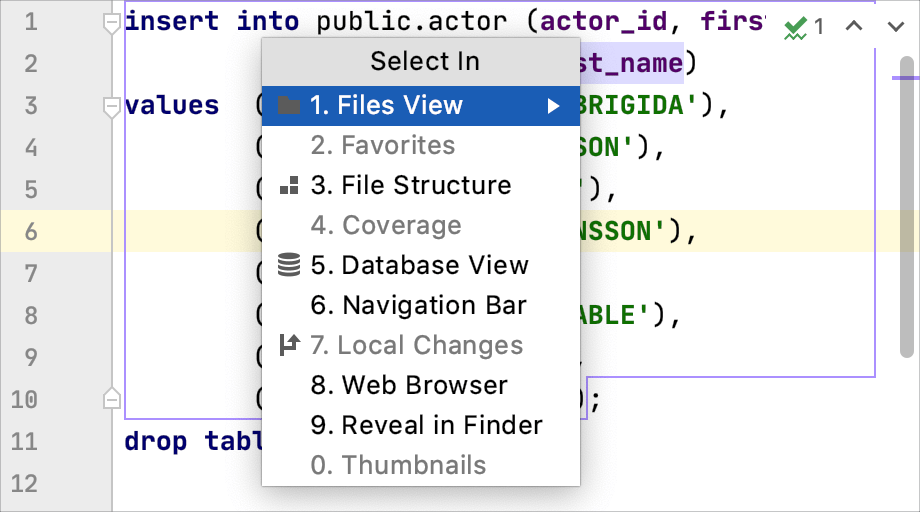 1 insert into public.actor (actor_id, firs
✓ 1
Select In
2 st_name)
3 values ( BRIGIDA'),
1. Files View
4 ( SON'),
2. Favorites
5 ( '),
3. File Structure
6 ( NSSON'),
4. Coverage
7 (
5. Database View
8 ( ABLE'),
6. Navigation Bar
9 ( ,
7. Local Changes
10 ( );
8. Web Browser
9. Reveal in Finder
11 drop tabl
0. Thumbnails
12